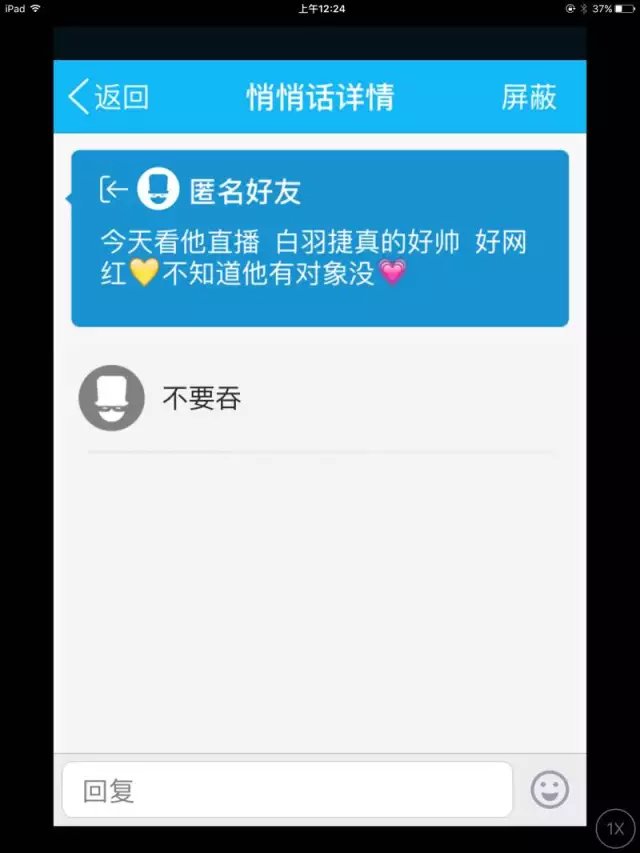 iPad 上午12:24 37%
返回 悄悄话详情 屏蔽
匿名好友
今天看他直播 白羽捷真的好帅 好网
红💛不知道他有对象没💗
不要吞
回复
1X